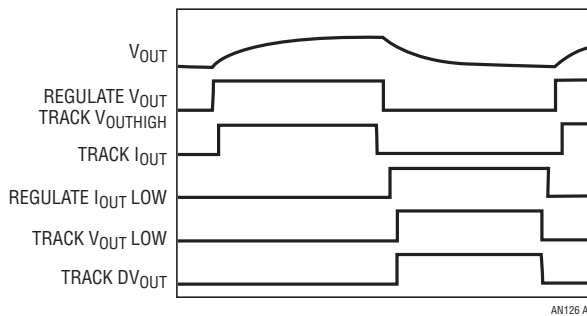 VOUT
REGULATE VOUT
TRACK VOUTHIGH
TRACK IOUT
REGULATE IOUT LOW
TRACK VOUT LOW
TRACK DVOUT
AN126 A